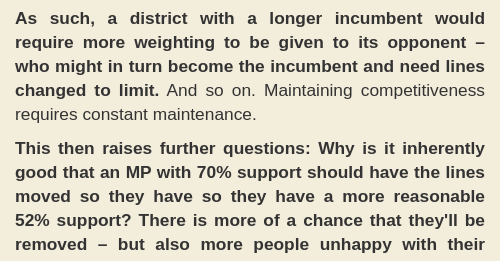 As such, a district with a longer incumbent would
require more weighting to be given to its opponent –
who might in turn become the incumbent and need lines
changed to limit. And so on. Maintaining competitiveness
requires constant maintenance.
This then raises further questions: Why is it inherently
good that an MP with 70% support should have the lines
moved so they have so they have a more reasonable
52% support? There is more of a chance that they'll be
removed – but also more people unhappy with their